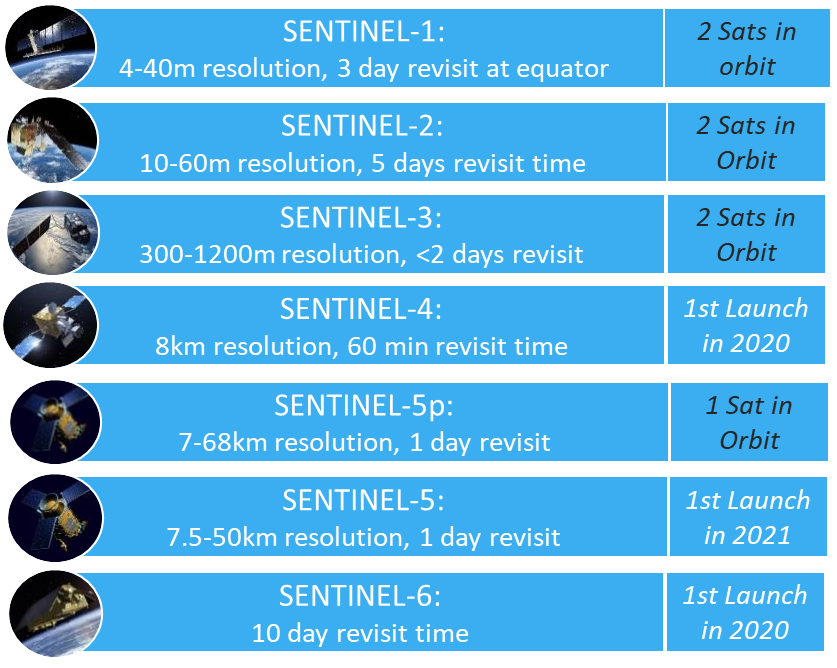 SENTINEL-1:
4-40m resolution, 3 day revisit at equator
2 Sats in
orbit
SENTINEL-2:
10-60m resolution, 5 days revisit time
2 Sats in
Orbit
SENTINEL-3:
300-1200m resolution, <2 days revisit
2 Sats in
Orbit
SENTINEL-4:
8km resolution, 60 min revisit time
1st Launch
in 2020
SENTINEL-5p:
7-68km resolution, 1 day revisit
1 Sat in
Orbit
SENTINEL-5:
7.5-50km resolution, 1 day revisit
1st Launch
in 2021
SENTINEL-6:
10 day revisit time
1st Launch
in 2020